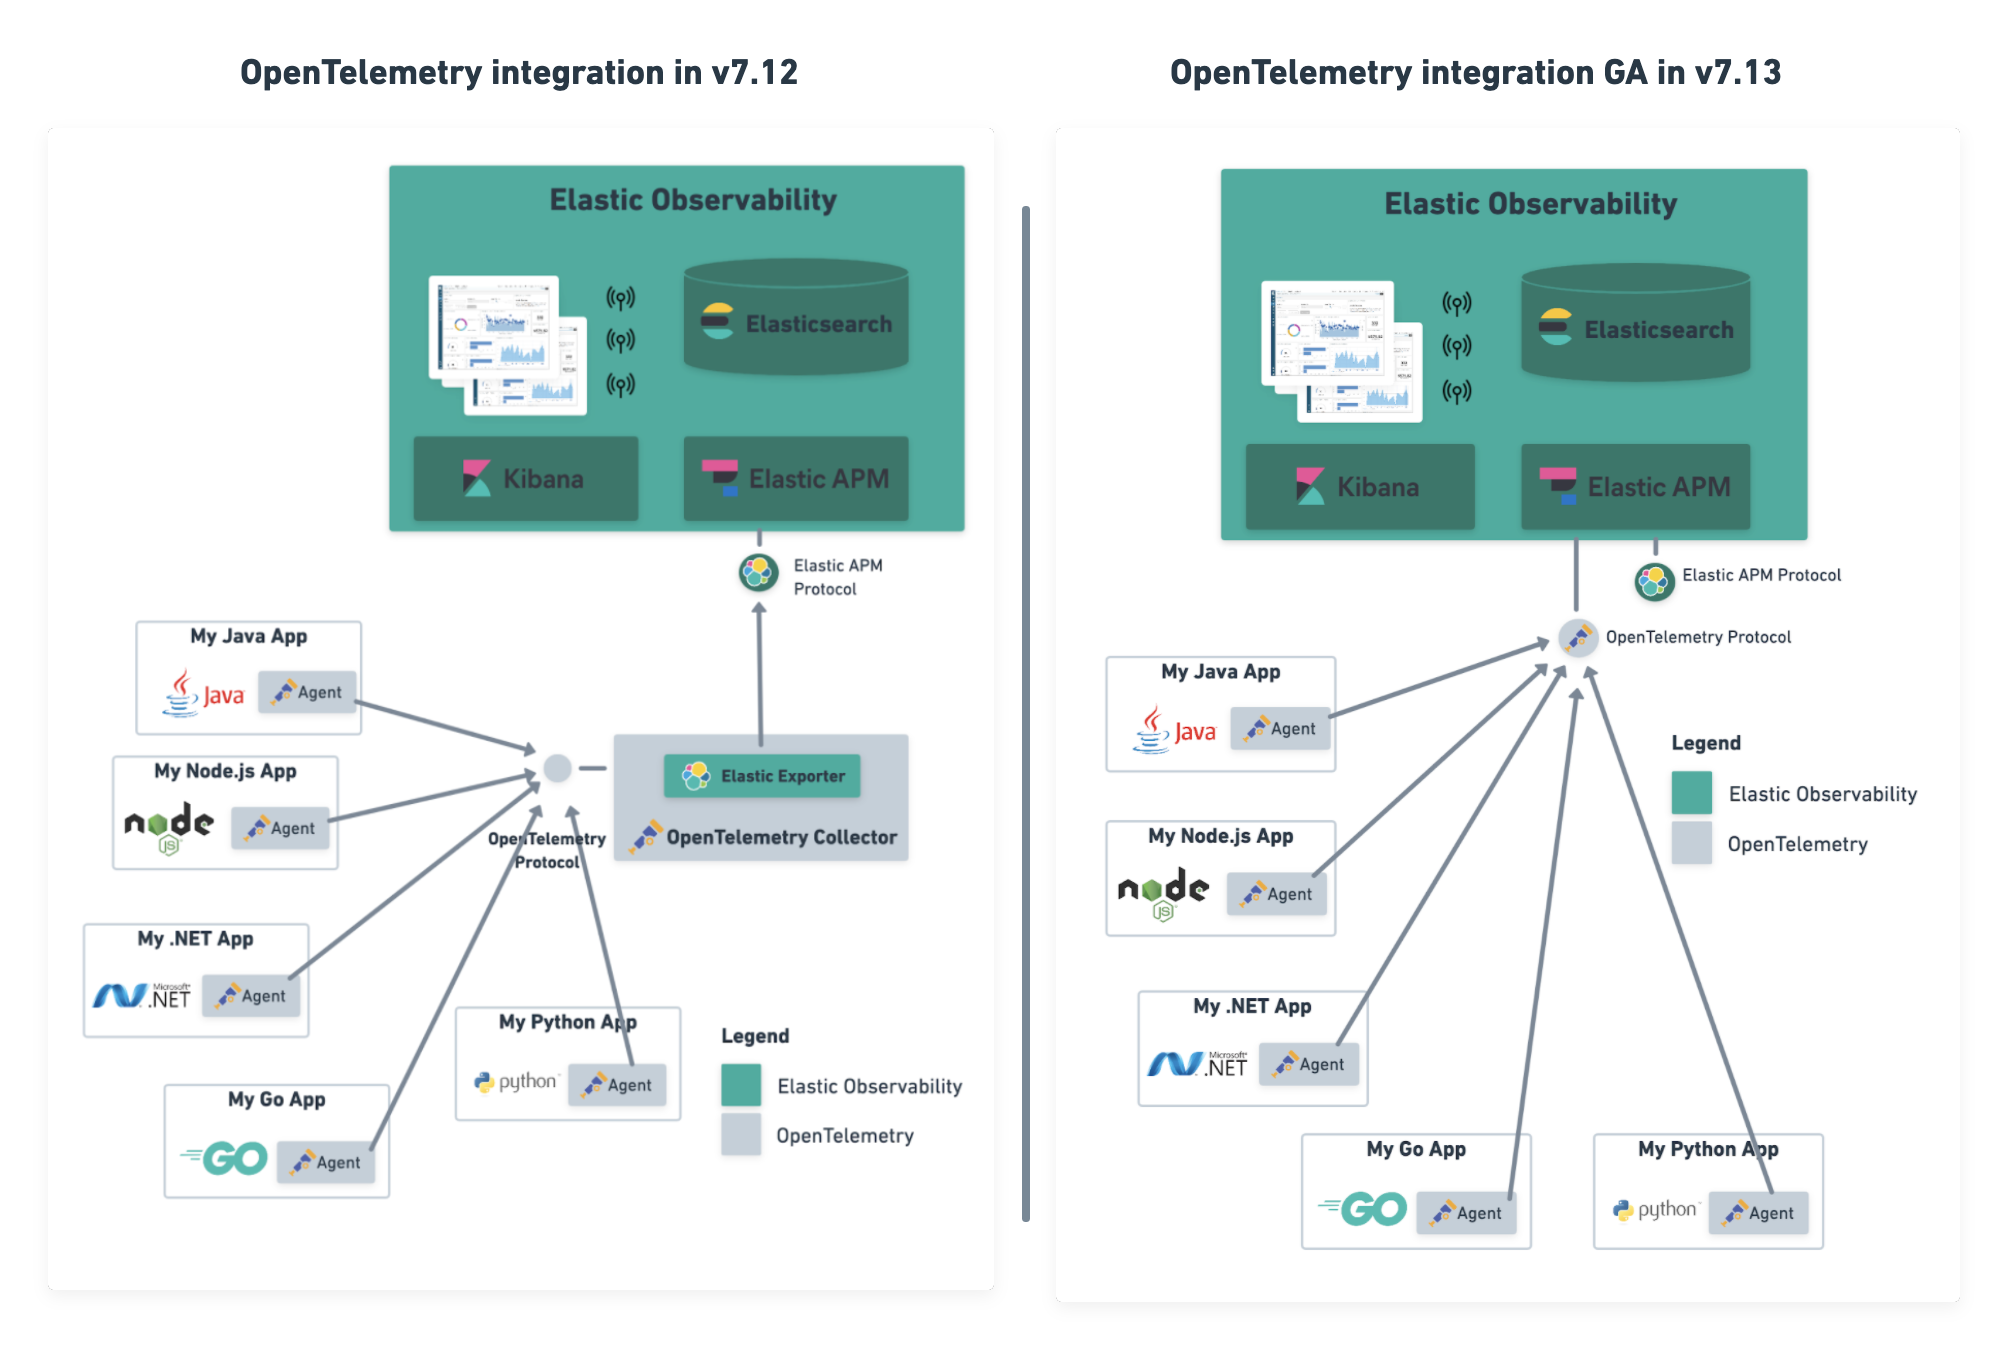 OpenTelemetry integration in v7.12
Elastic Observability
Elasticsearch
Kibana
Elastic APM
Elastic APM
Protocol
My Java App
Java
Agent
My Node.js App
node
JS
Agent
OpenTelemetry
Protocol
Elastic Exporter
OpenTelemetry Collector
My .NET App
Microsoft®
.NET
Agent
My Go App
GO
Agent
My Python App
python™
Agent
Legend
Elastic Observability
OpenTelemetry
OpenTelemetry integration GA in v7.13
Elastic Observability
Elasticsearch
Kibana
Elastic APM
Elastic APM Protocol
OpenTelemetry Protocol
My Java App
Java
Agent
My Node.js App
node
JS
Agent
My .NET App
Microsoft®
.NET
Agent
My Go App
GO
Agent
My Python App
python™
Agent
Legend
Elastic Observability
OpenTelemetry